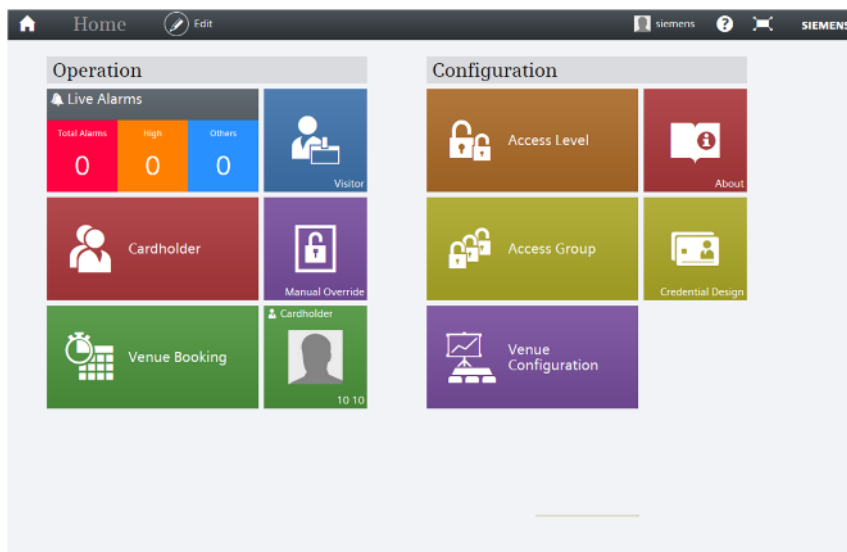 Home
Edit
siemens
?
SIEMENS
Operation
Live Alarms
Total Alarms
High
Others
0
0
0
Visitor
Cardholder
Manual Override
Venue Booking
Cardholder
10 10
Configuration
Access Level
About
Access Group
Credential Design
Venue
Configuration